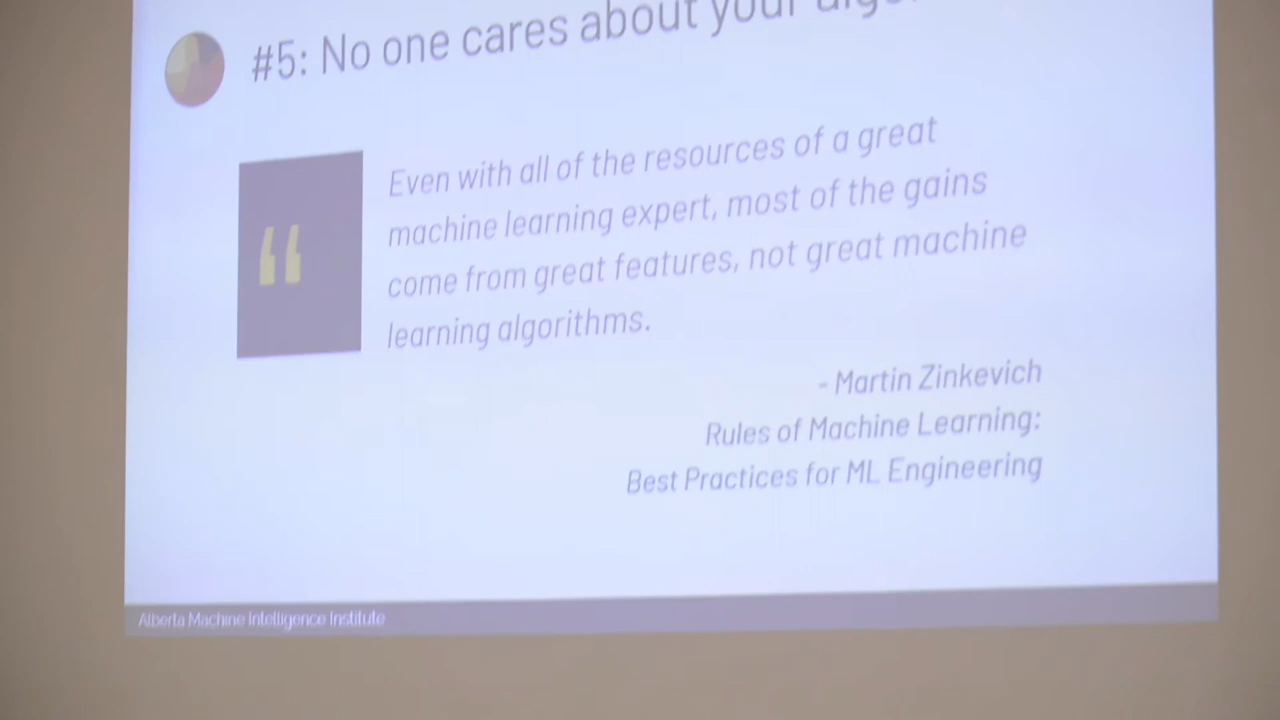 #5: No one cares about your
Even with all of the resources of a great
machine learning expert, most of the gains
come from great features, not great machine
learning algorithms.
- Martin Zinkevich
Rules of Machine Learning:
Best Practices for ML Engineering
Alberta Machine Intelligence Institute